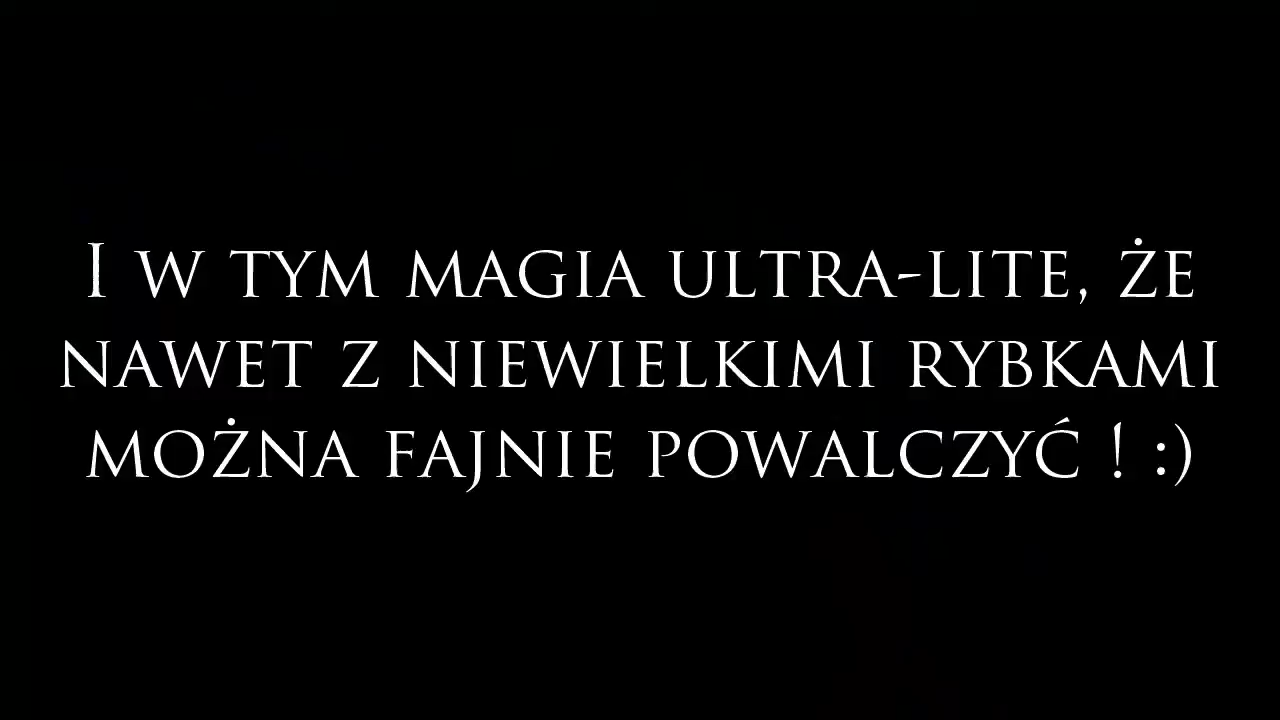 I W TYM MAGIA ULTRA-LITE, ŻE
NAWET Z NIEWIELKIMI RYBKAMI
MOŻNA FAJNIE POWALCZYĆ ! :)